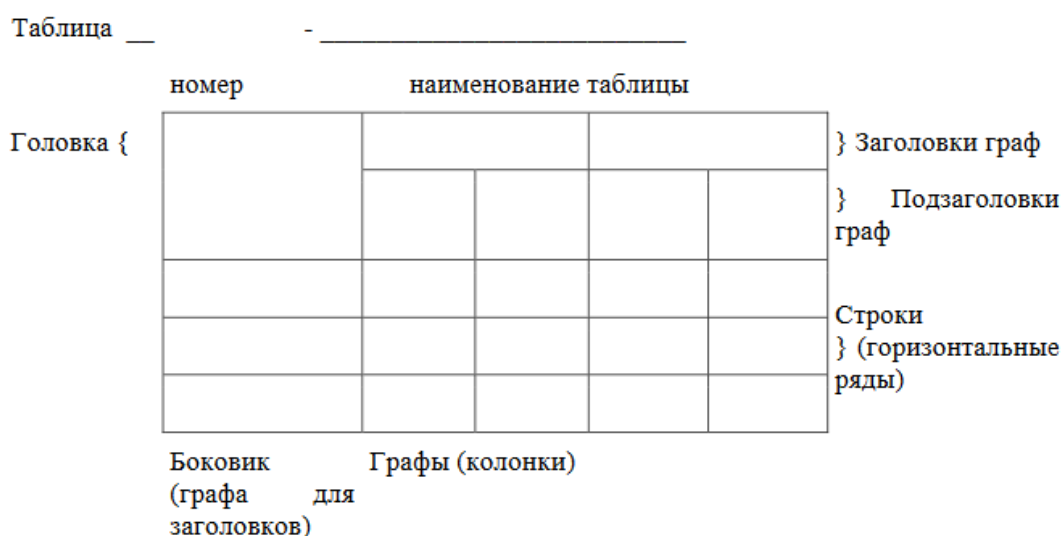 Таблица __ - __________________________
номер наименование таблицы
Головка {
} Заголовки граф
} Подзаголовки
граф
Строки
} (горизонтальные
ряды)
Боковик Графы (колонки)
(графа для
заголовков)